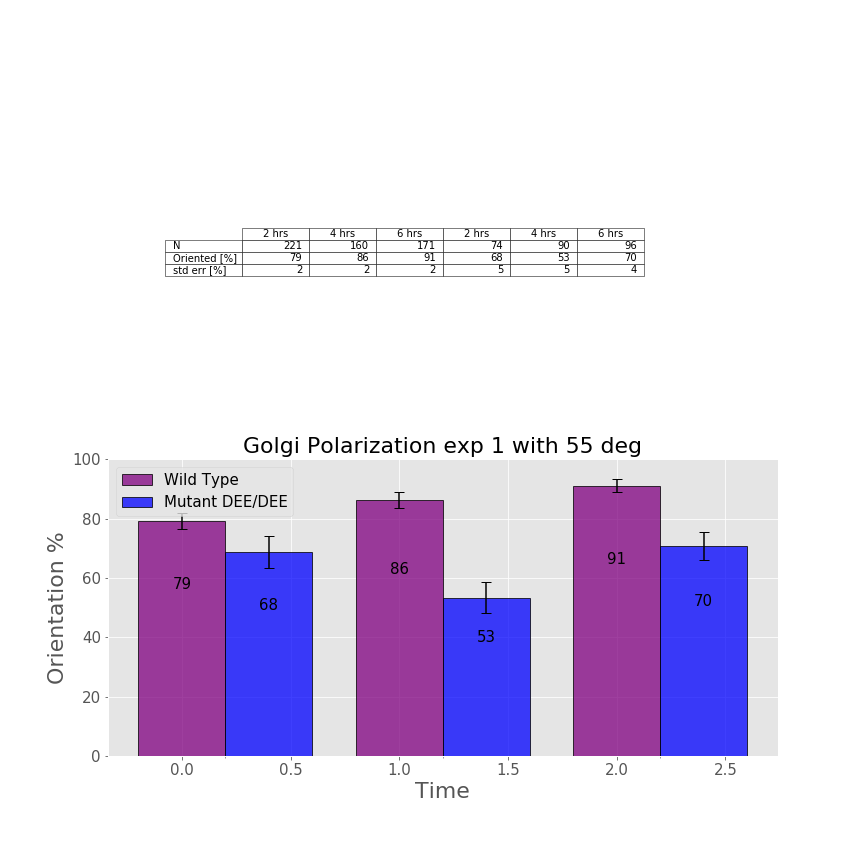 2 hrs 4 hrs 6 hrs 2 hrs 4 hrs 6 hrs
N 221 160 171 74 90 96
Oriented [%] 79 86 91 68 53 70
std err [%] 2 2 2 5 5 4
Golgi Polarization exp 1 with 55 deg
Wild Type
Mutant DEE/DEE
Orientation %
100
80
60
40
20
0
79
68
86
53
91
70
0.0 0.5 1.0 1.5 2.0 2.5
Time